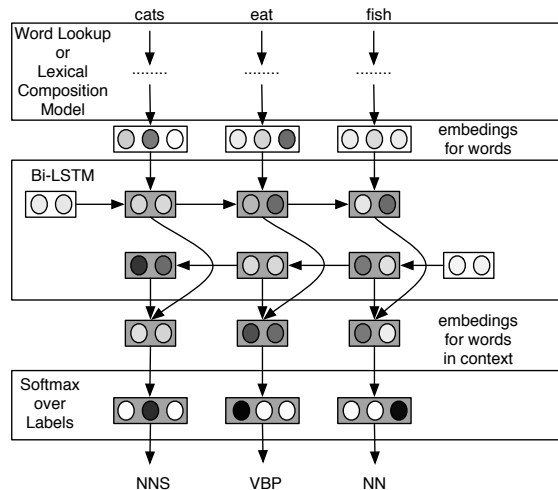 cats eat fish
Word Lookup
or
Lexical
Composition
Model
embedings
for words
Bi-LSTM
embedings
for words
in context
Softmax
over
Labels
NNS VBP NN